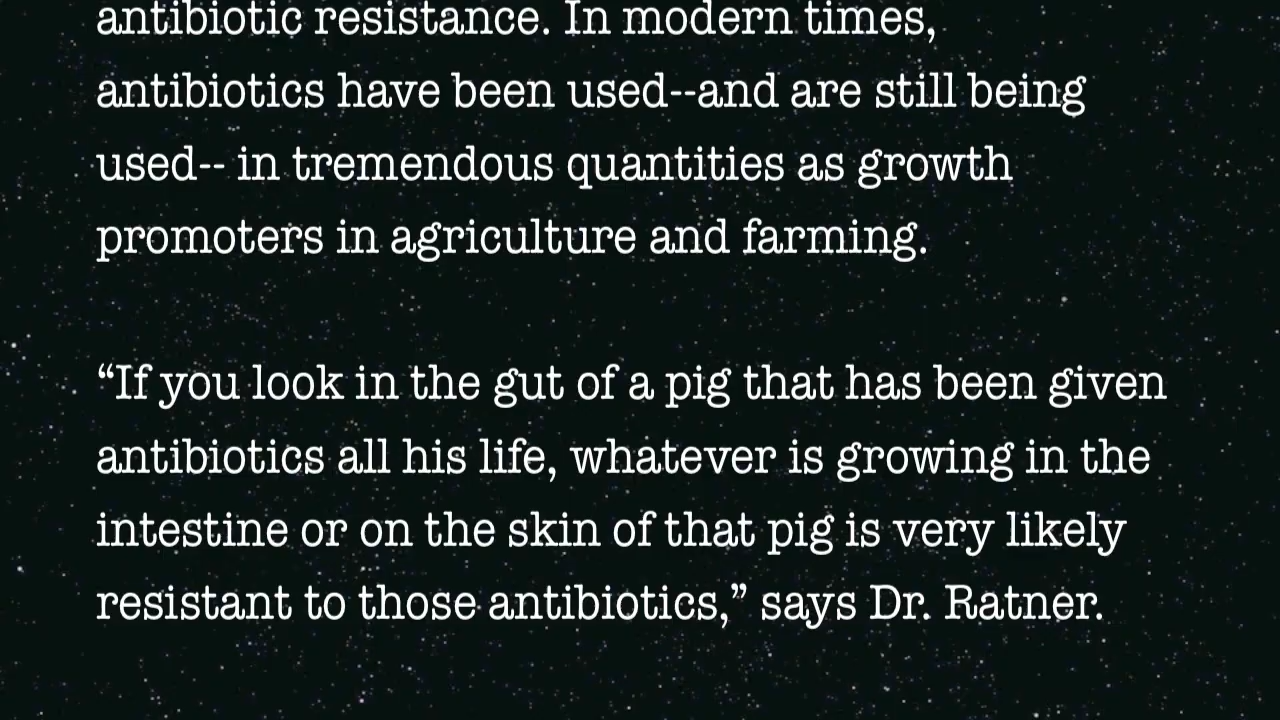 antibiotic resistance. In modern times,
antibiotics have been used--and are still being
used-- in tremendous quantities as growth
promoters in agriculture and farming.
“If you look in the gut of a pig that has been given
antibiotics all his life, whatever is growing in the
intestine or on the skin of that pig is very likely
resistant to those antibiotics,” says Dr. Ratner.